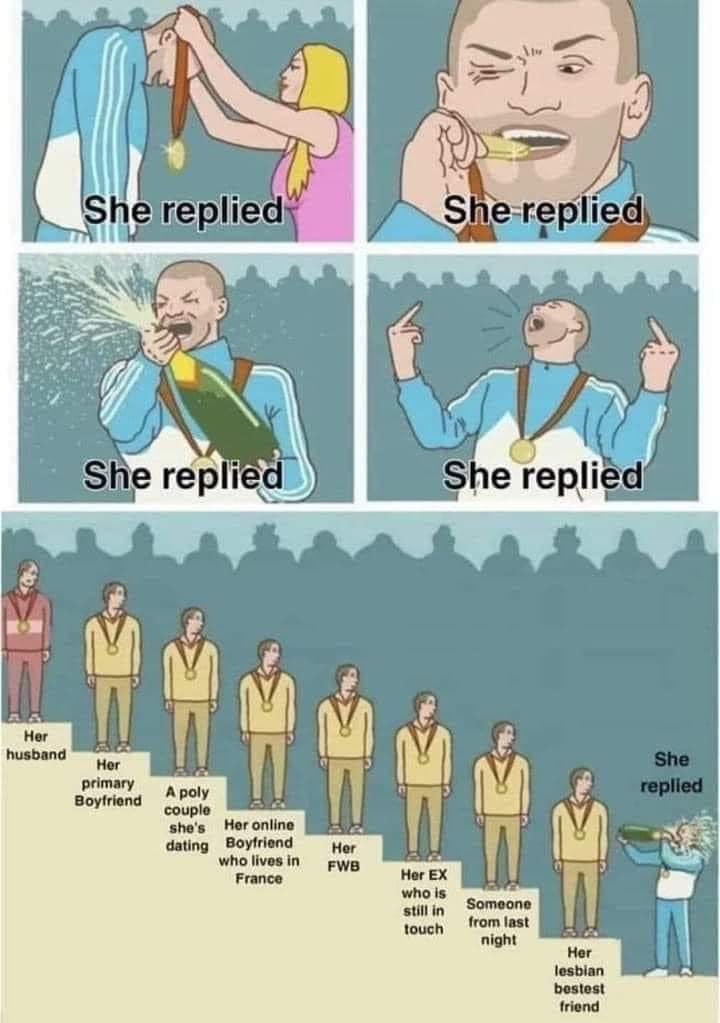 She replied
She replied
She replied
She replied
Her
husband
Her
primary
Boyfriend
A poly
couple
she's
dating
Her online
Boyfriend
who lives in
France
Her
FWB
Her EX
who is
still in
touch
Someone
from last
night
Her
lesbian
bestest
friend
She
replied